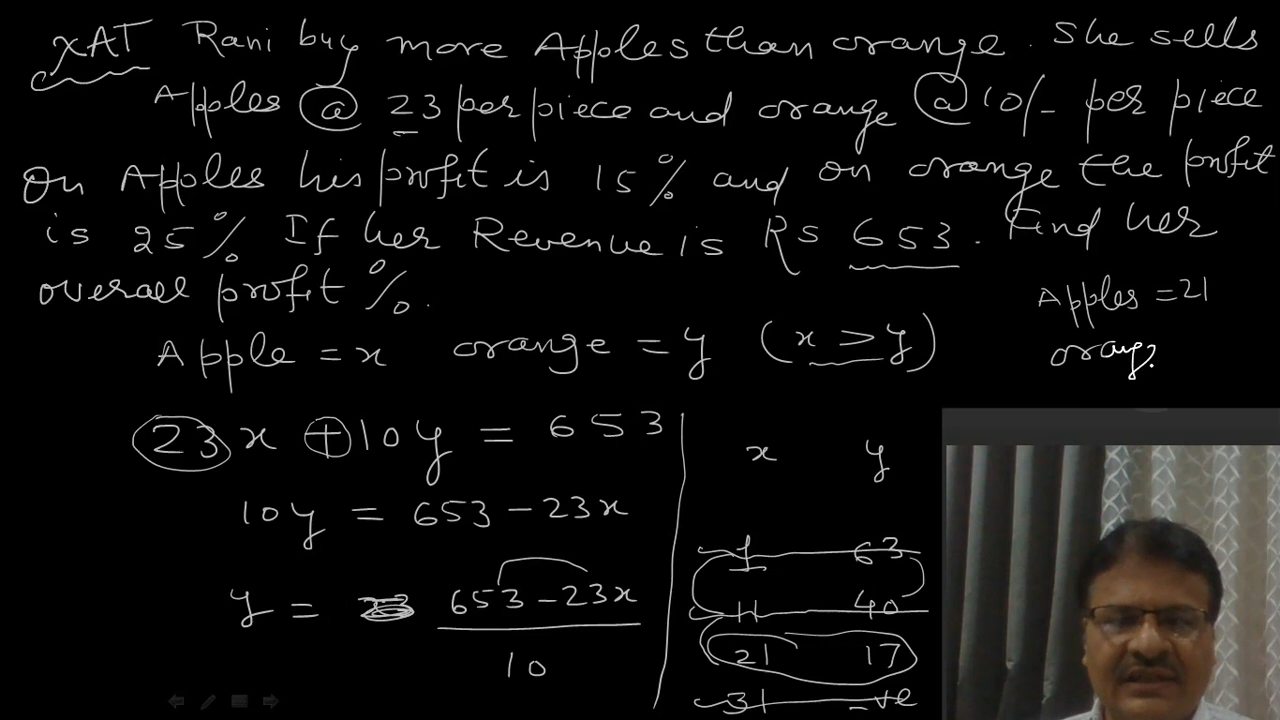 XAT Rani buy more Apples than orange. She sells
Apples @ 23 per piece and orange @ 10/- per piece
On Apples his profit is 15% and on orange the profit
is 25% If her Revenue is Rs 653. Find her
overall profit %.
Apples = 21
orang
Apple = x orange = y (x > y)
23x + 10y = 653
10y = 653 - 23x
y = 653 - 23x
10
x y
1 63
11 40
21 17
31 -ve